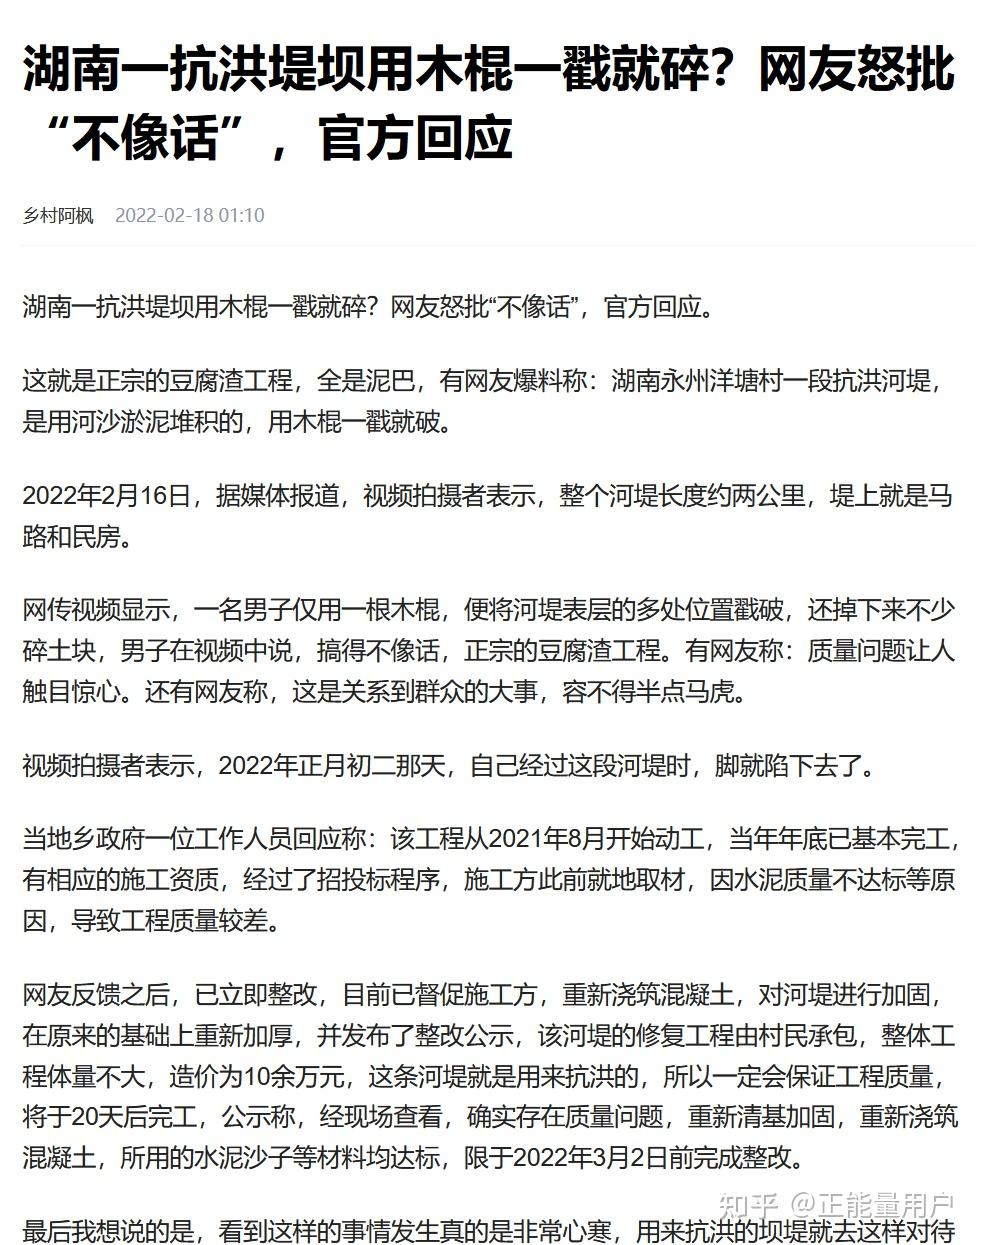 湖南一抗洪堤坝用木棍一戳就碎？网友怒批
“不像话”，官方回应
乡村阿枫 2022-02-18 01:10
湖南一抗洪堤坝用木棍一戳就碎？网友怒批“不像话”，官方回应。
这就是正宗的豆腐渣工程，全是泥巴，有网友爆料称：湖南永州洋塘村一段抗洪河堤，
是用河沙淤泥堆积的，用木棍一戳就破。
2022年2月16日，据媒体报道，视频拍摄者表示，整个河堤长度约两公里，堤上就是马
路和民房。
网传视频显示，一名男子仅用一根木棍，便将河堤表层的多处位置戳破，还掉下来不少
碎土块，男子在视频中说，搞得不像话，正宗的豆腐渣工程。有网友称：质量问题让人
触目惊心。还有网友称，这是关系到群众的大事，容不得半点马虎。
视频拍摄者表示，2022年正月初二那天，自己经过这段河堤时，脚就陷下去了。
当地乡政府一位工作人员回应称：该工程从2021年8月开始动工，当年年底已基本完工，
有相应的施工资质，经过了招投标程序，施工方此前就地取材，因水泥质量不达标等原
因，导致工程质量较差。
网友反馈之后，已立即整改，目前已督促施工方，重新浇筑混凝土，对河堤进行加固，
在原来的基础上重新加厚，并发布了整改公示，该河堤的修复工程由村民承包，整体工
程体量不大，造价为10余万元，这条河堤就是用来抗洪的，所以一定会保证工程质量，
将于20天后完工，公示称，经现场查看，确实存在质量问题，重新清基加固，重新浇筑
混凝土，所用的水泥沙子等材料均达标，限于2022年3月2日前完成整改。
知乎 @正能量用户
最后我想说的是，看到这样的事情发生真的是非常心寒，用来抗洪的坝堤就去这样对待